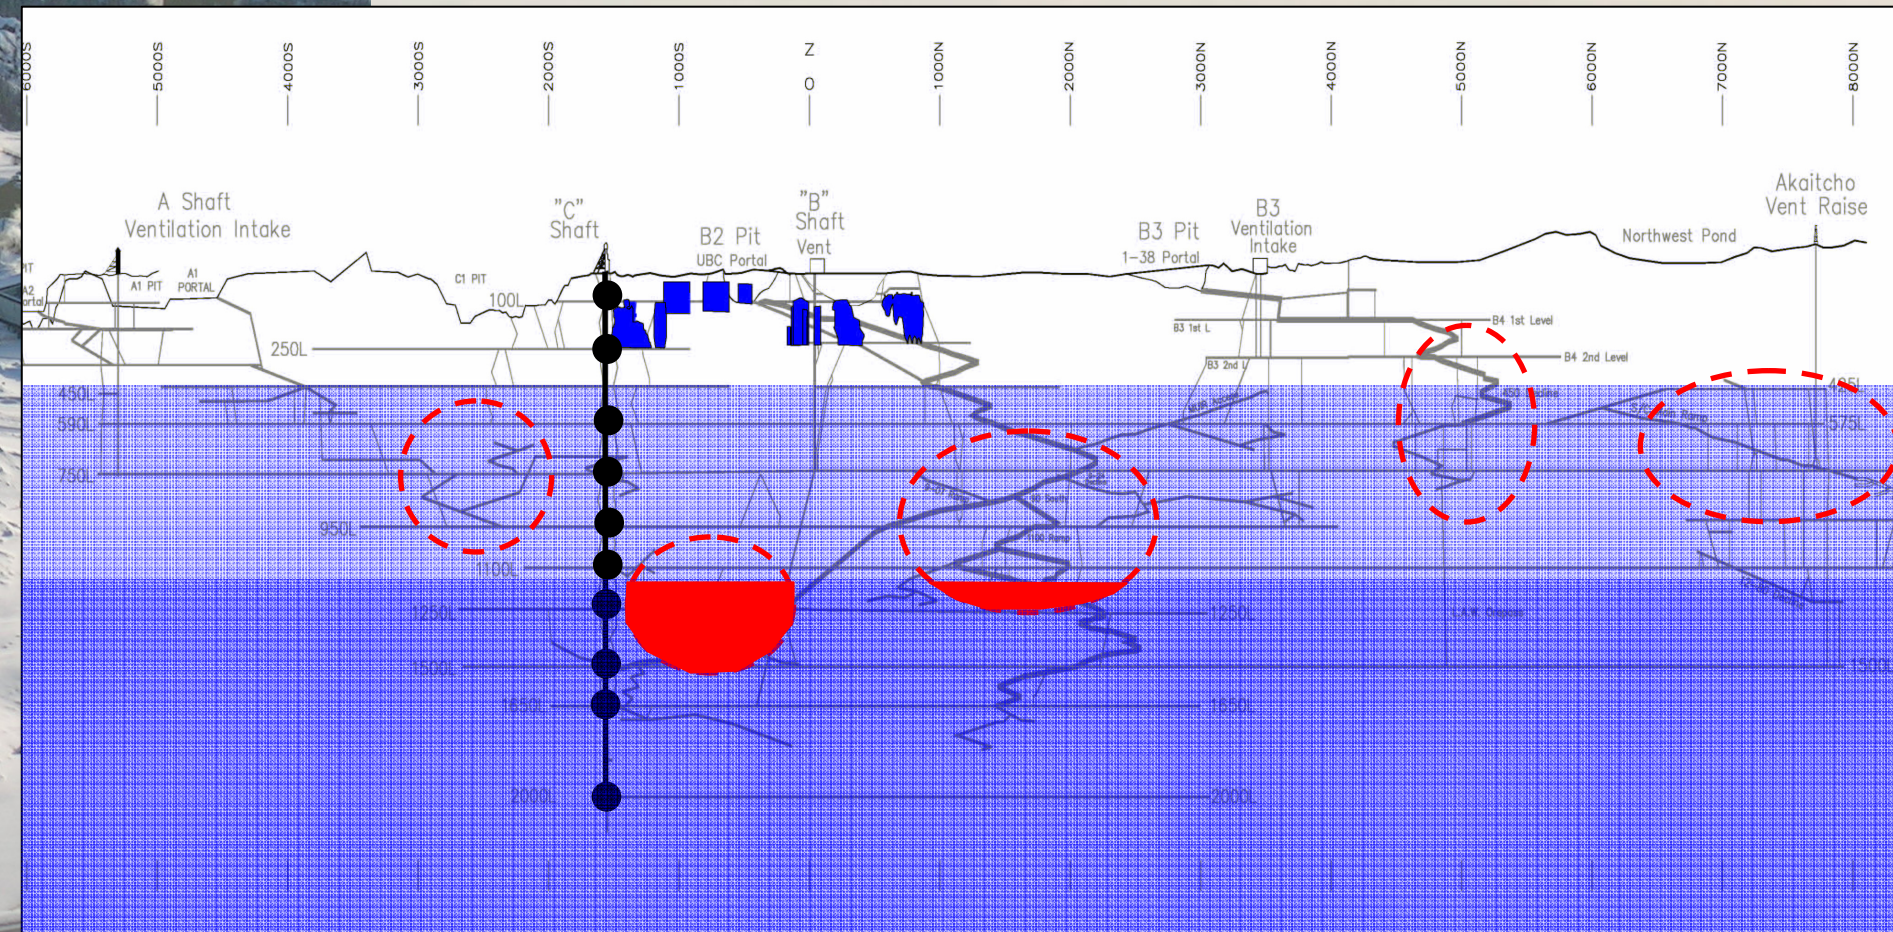 6000S
5000S
4000S
3000S
2000S
1000S
0 N
1000N
2000N
3000N
4000N
5000N
6000N
7000N
8000N
A Shaft
Ventilation Intake
"C"
Shaft
B2 Pit
UBC Portal
"B"
Shaft
Vent
B3 Pit
1-38 Portal
B3
Ventilation
Intake
Northwest Pond
Akaitcho
Vent Raise
A2
A1 PIT
A1
PORTAL
C1 PIT
100L
250L
B3 1st L
B4 1st Level
B3 2nd L
B4 2nd Level
450L
590L
750L
950L
1100L
1250L
1500L
1650L
2000L
575L
1250L
1650L
2000L